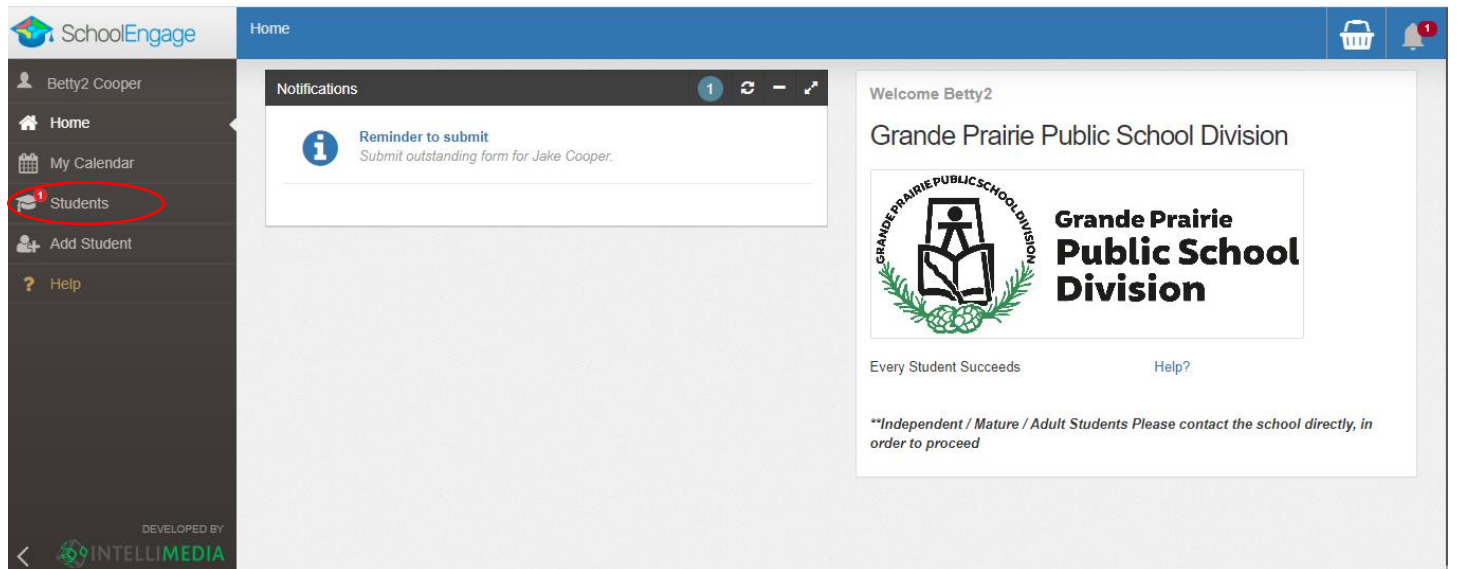 SchoolEngage
Home
1
Betty2 Cooper
Home
My Calendar
1
Students
Add Student
? Help
DEVELOPED BY
INTELLIMEDIA
Notifications
1
Reminder to submit
Submit outstanding form for Jake Cooper.
Welcome Betty2
Grande Prairie Public School Division
GRANDE PRAIRIE PUBLIC SCHOOL DIVISION
Grande Prairie
Public School
Division
Every Student Succeeds
Help?
**Independent / Mature / Adult Students Please contact the school directly, in
order to proceed